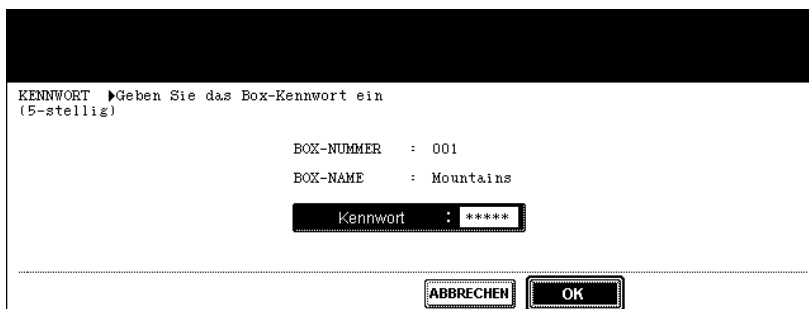 KENNWORT ▶Geben Sie das Box-Kennwort ein
(5-stellig)
BOX-NUMMER : 001
BOX-NAME : Mountains
Kennwort : *****
ABBRECHEN OK